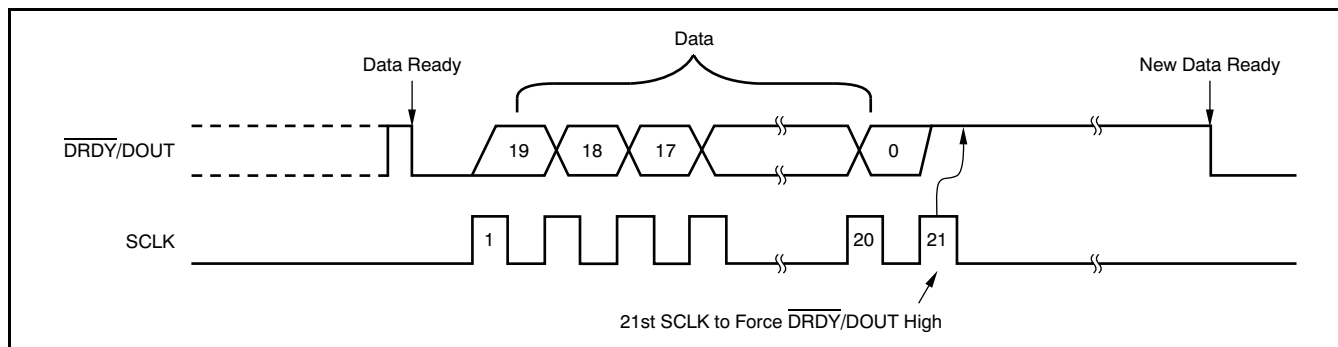 Data
Data Ready
New Data Ready
DRDY/DOUT
19 18 17 0
SCLK
1 20 21
21st SCLK to Force DRDY/DOUT High